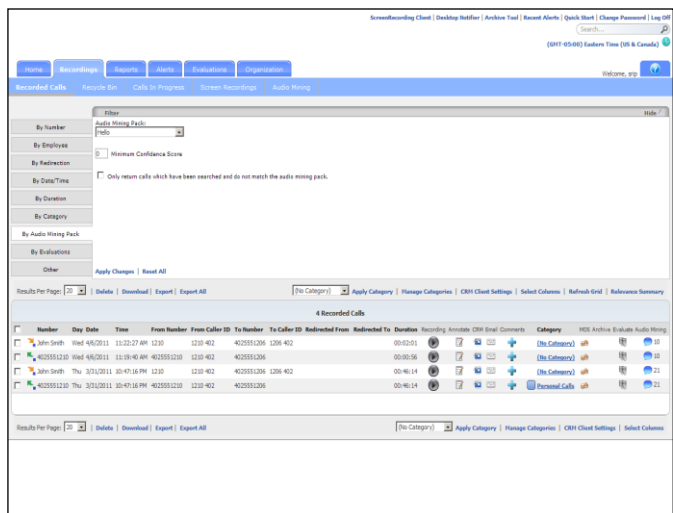 ScreenRecording Client | Desktop Notifier | Archive Tool | Recent Alerts | Quick Start | Change Password | Log Off
Search...
(GMT-05:00) Eastern Time (US & Canada)
Home Recordings Reports Alerts Evaluations Organization
Welcome, erip
Recorded Calls Recycle Bin Calls In Progress Screen Recordings Audio Mining
Filter Hide
By Number
By Employee
By Redirection
By Date/Time
By Duration
By Category
By Audio Mining Pack
By Evaluations
Other
Audio Mining Pack:
Hello
0 Minimum Confidence Score
Only return calls which have been searched and do not match the audio mining pack.
Apply Changes | Reset All
Results Per Page: 20 | Delete | Download | Export | Export All (No Category) Apply Category | Manage Categories | CRM Client Settings | Select Columns | Refresh Grid | Relevance Summary
4 Recorded Calls
Number Day Date Time From Number From Caller ID To Number To Caller ID Redirected From Redirected To Duration Recording Annotate CRM Email Comments Category MDS Archive Evaluate Audio Mining
John Smith Wed 4/6/2011 11:22:27 AM 1210 1210 402 4025551206 1206 402 00:02:01 (No Category) 10
4025551210 Wed 4/6/2011 11:19:40 AM 4025551210 1210 402 4025551206 00:00:56 (No Category) 10
John Smith Thu 3/31/2011 10:47:16 PM 1210 1210 402 4025551206 1206 402 00:46:14 (No Category) 21
4025551210 Thu 3/31/2011 10:47:16 PM 4025551210 1210 402 4025551206 00:46:14 Personal Calls 21
Results Per Page: 20 | Delete | Download | Export | Export All (No Category) Apply Category | Manage Categories | CRM Client Settings | Select Columns